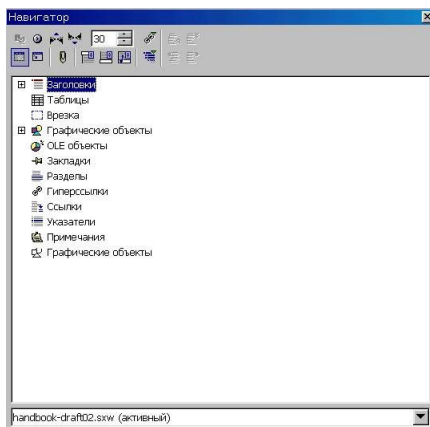 Навигатор
30
Заголовки
Таблицы
Врезка
Графические объекты
OLE объекты
Закладки
Разделы
Гиперссылки
Ссылки
Указатели
Примечания
Графические объекты
handbook-draft02.sxw (активный)